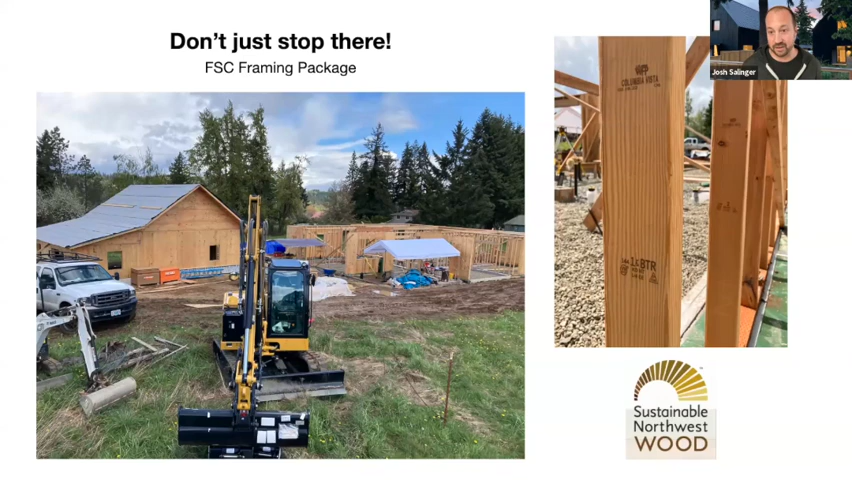 Don't just stop there!
FSC Framing Package
Josh Salinger
COLUMBIA VISTA
1&BTR
Sustainable
Northwest
WOOD